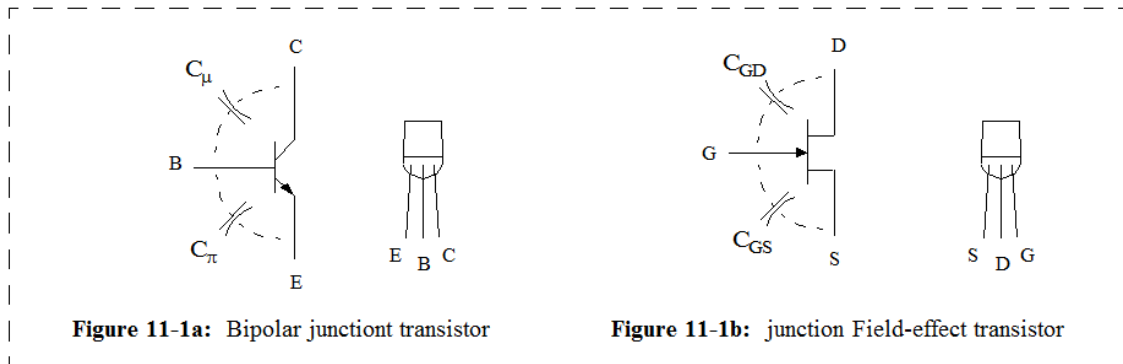 C
Cμ
B
Cπ
E
E B C
Figure 11-1a: Bipolar junctiont transistor
D
CGD
G
CGS
S
S D G
Figure 11-1b: junction Field-effect transistor